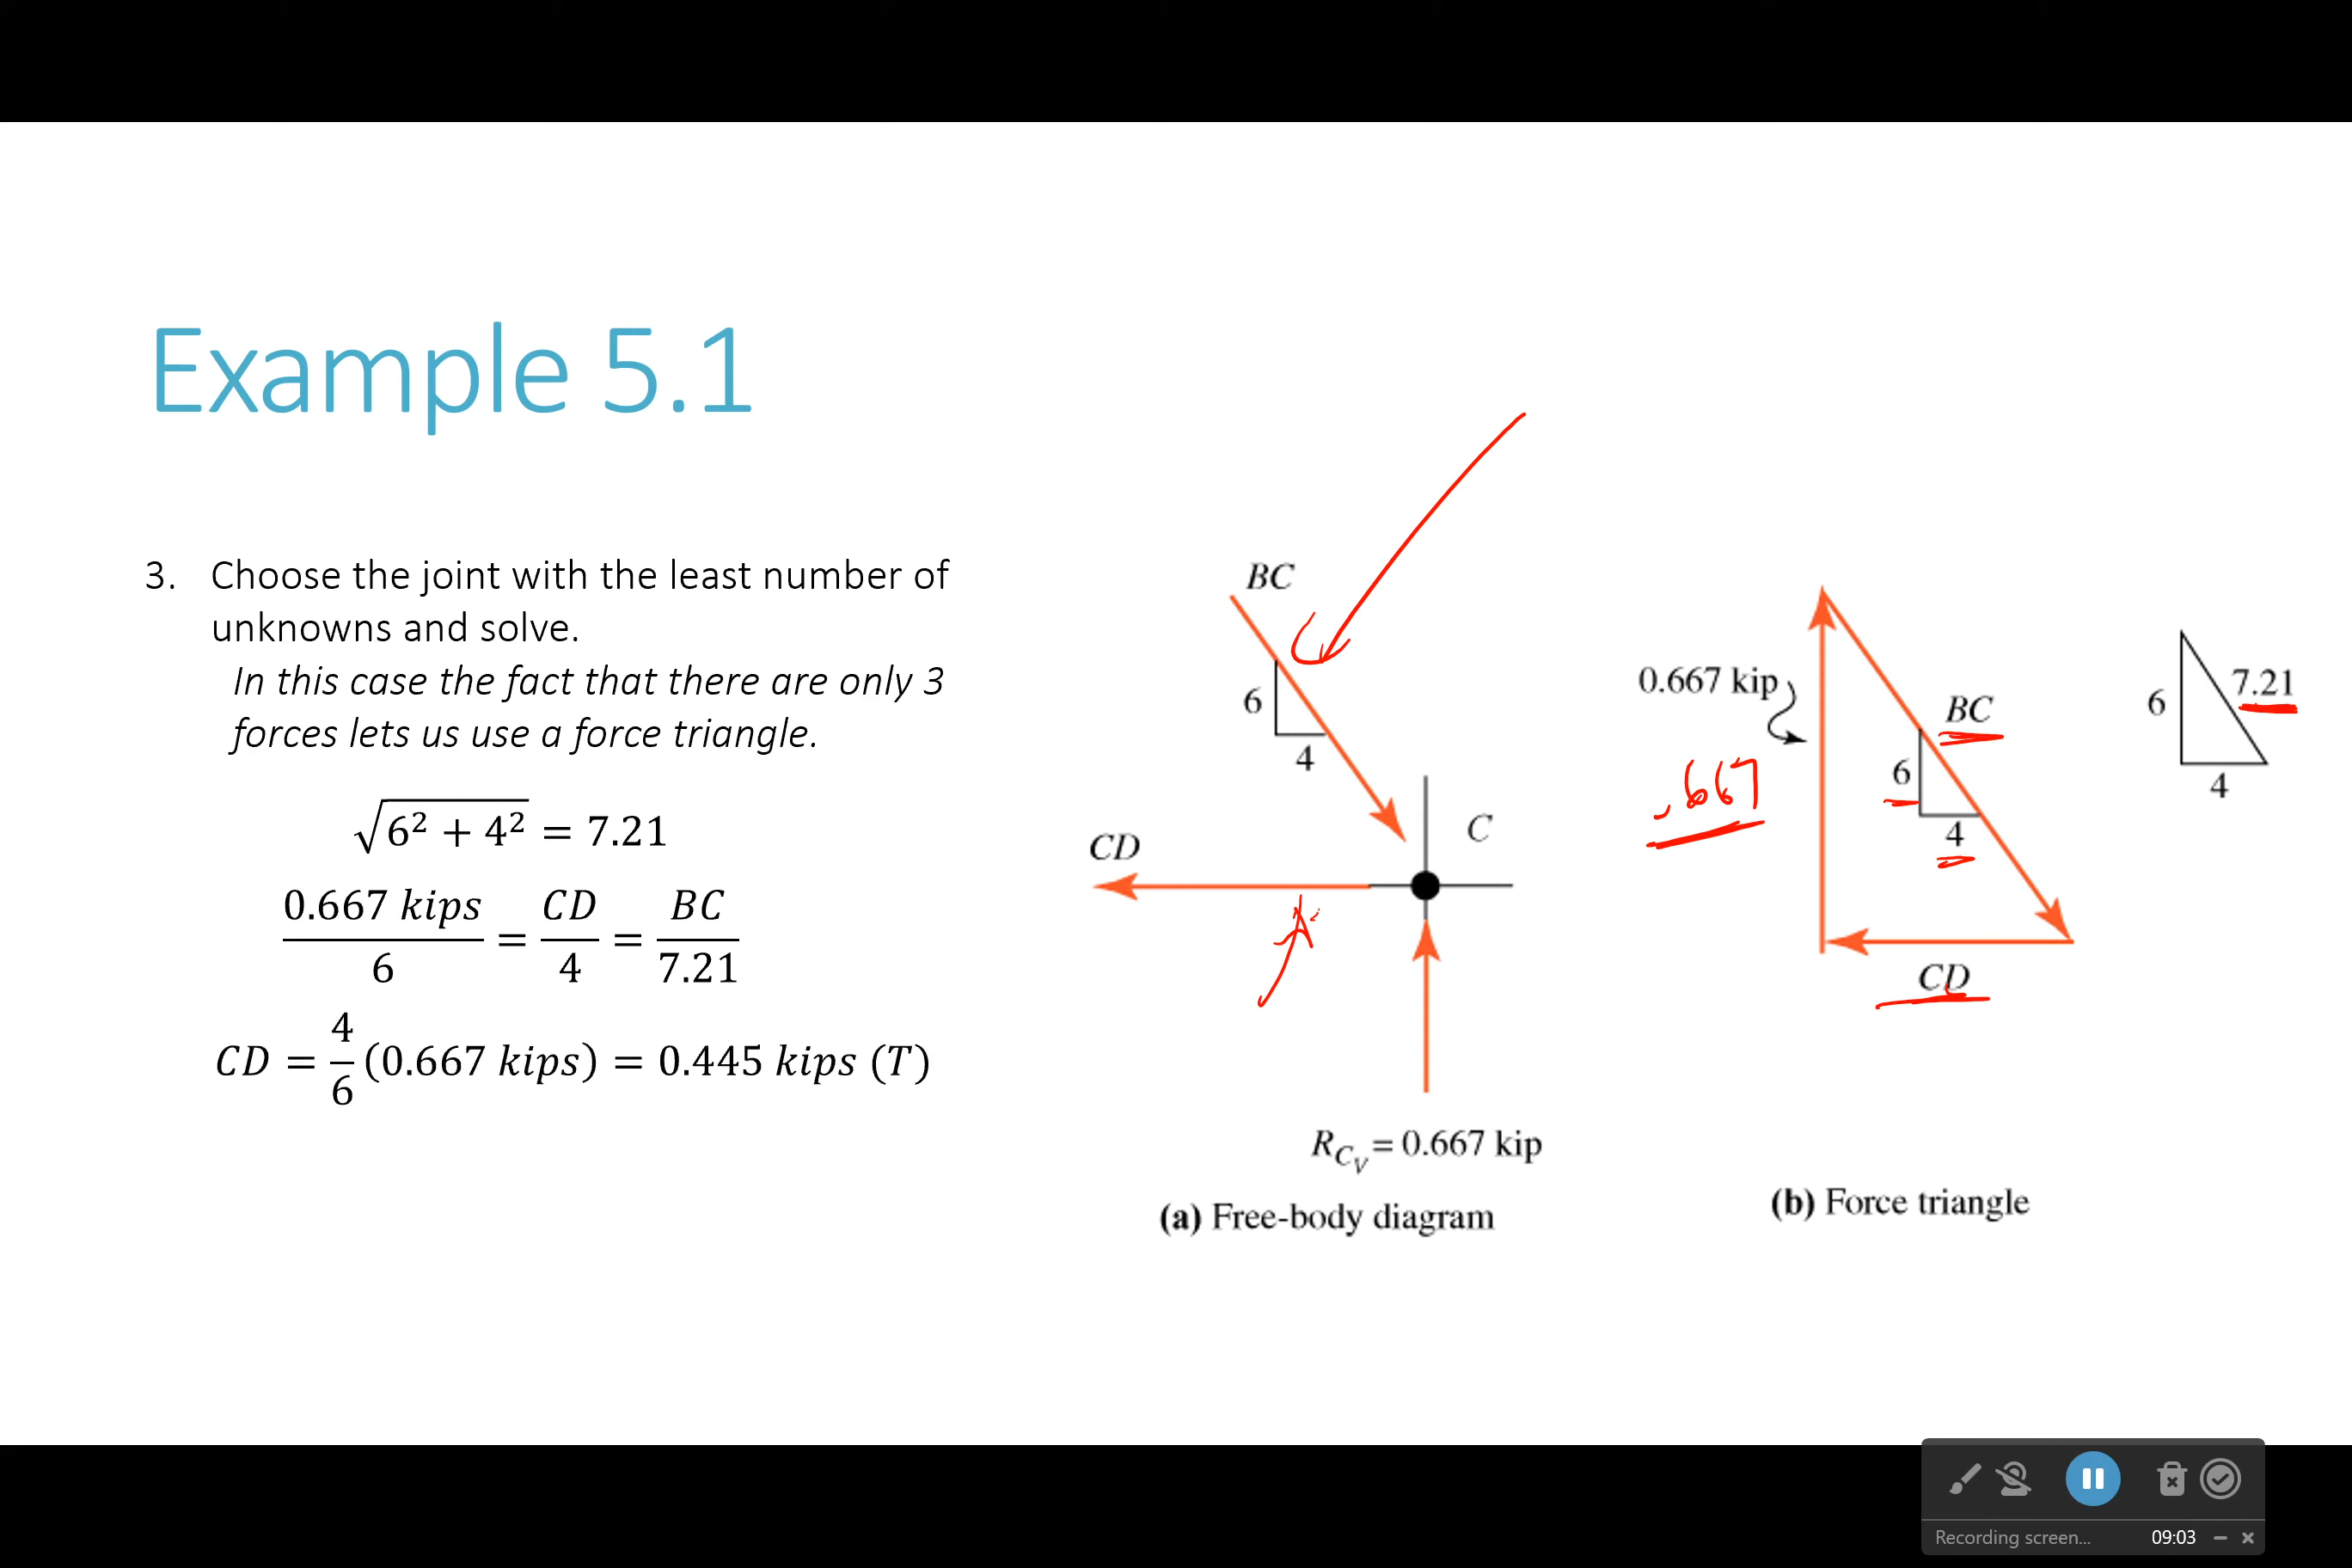 Example 5.1
3. Choose the joint with the least number of
unknowns and solve.
In this case the fact that there are only 3
forces lets us use a force triangle.
√6² + 4² = 7.21
0.667 kips / 6 = CD / 4 = BC / 7.21
CD = 4/6 (0.667 kips) = 0.445 kips (T)
BC
6
4
CD
C
R_CV = 0.667 kip
(a) Free-body diagram
0.667 kip
.667
BC
6
4
CD
(b) Force triangle
6
7.21
4
Recording screen... 09:03